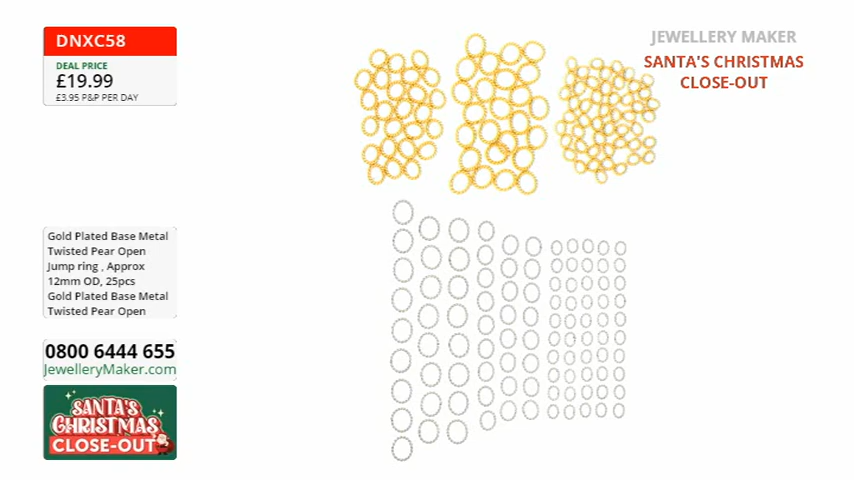 DNXC58
DEAL PRICE
£19.99
£3.95 P&P PER DAY
JEWELLERY MAKER
SANTA'S CHRISTMAS
CLOSE-OUT
Gold Plated Base Metal
Twisted Pear Open
Jump ring , Approx
12mm OD, 25pcs
Gold Plated Base Metal
Twisted Pear Open
0800 6444 655
JewelleryMaker.com
SANTA'S
CHRISTMAS
CLOSE-OUT